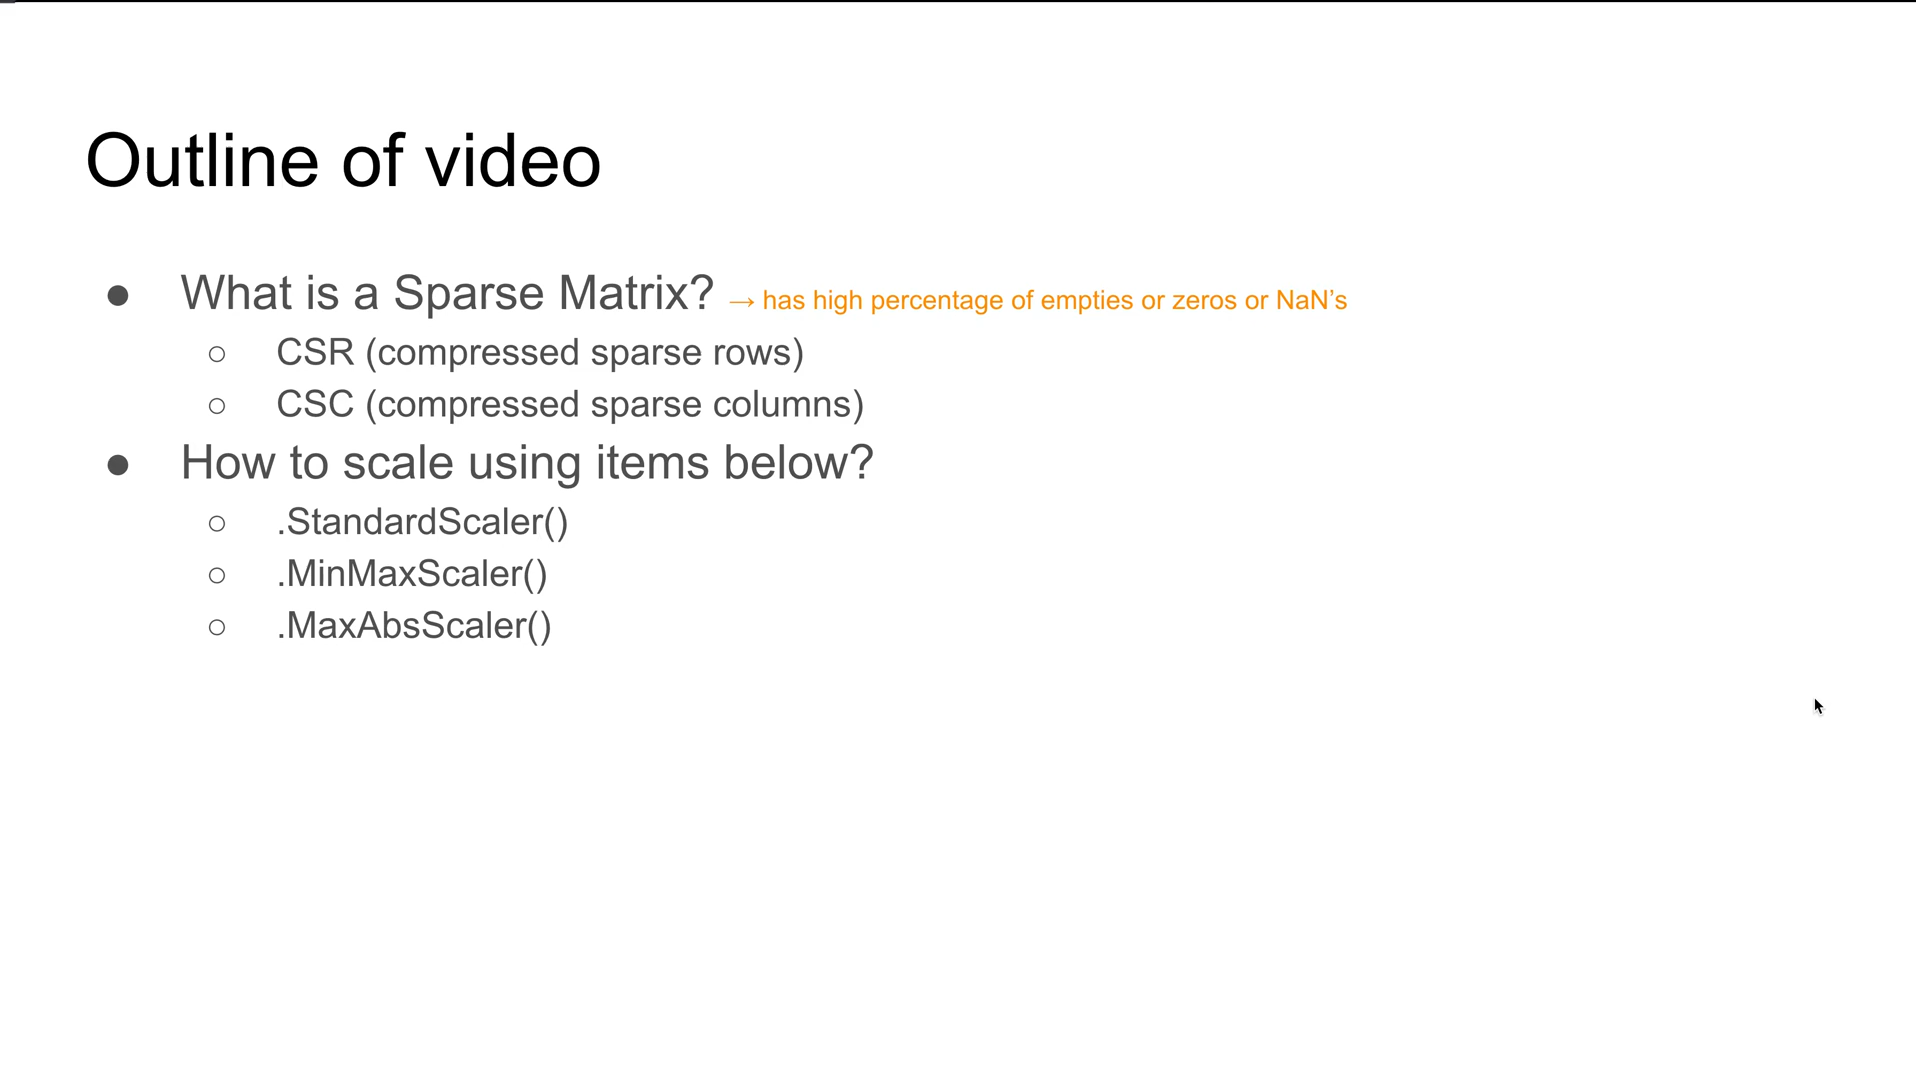 Outline of video
● What is a Sparse Matrix? → has high percentage of empties or zeros or NaN’s
○ CSR (compressed sparse rows)
○ CSC (compressed sparse columns)
● How to scale using items below?
○ .StandardScaler()
○ .MinMaxScaler()
○ .MaxAbsScaler()